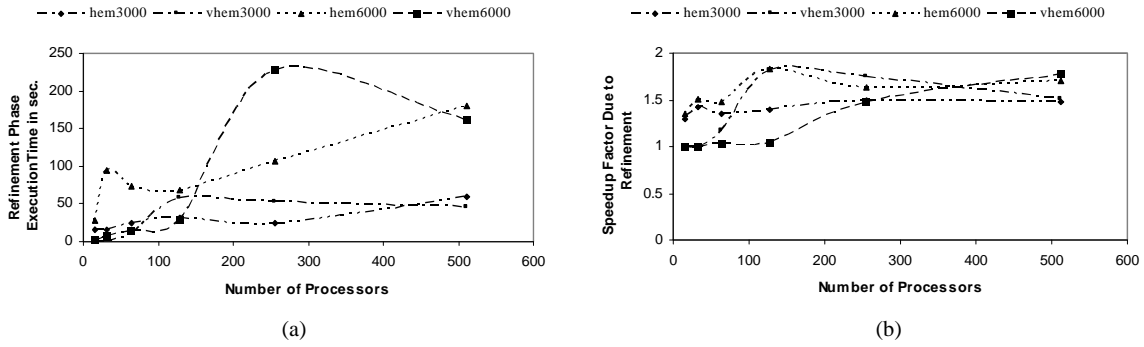 hem3000 vhem3000 hem6000 vhem6000
Refinement Phase
ExecutionTime in sec.
250
200
150
100
50
0
0 100 200 300 400 500 600
Number of Processors
(a)
hem3000 vhem3000 hem6000 vhem6000
Speedup Factor Due to
Refinement
2
1.5
1
0.5
0
0 100 200 300 400 500 600
Number of Processors
(b)